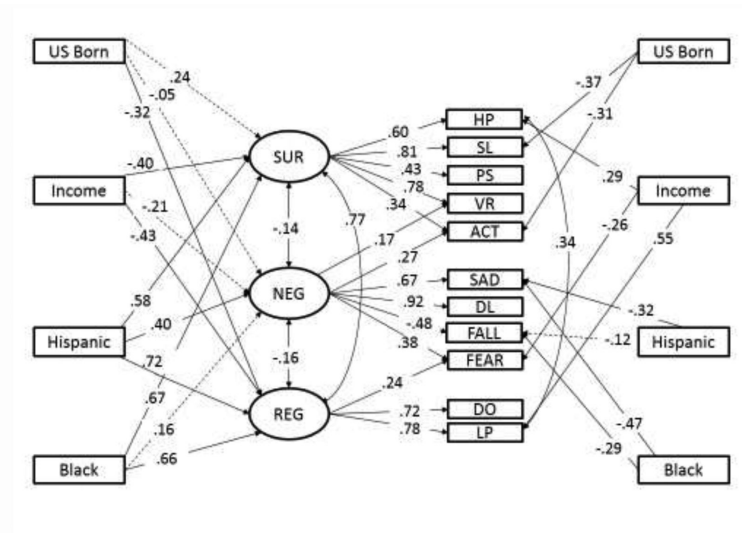 US Born
US Born
.24
-.05
-.37
-.32
-.31
HP
.60
SL
.81
SUR
PS
.43
-.40
.78
VR
.29
Income
Income
.34
-.21
.77
ACT
-.26
-.14
.17
.34
.55
-.43
.27
SAD
.67
NEG
DL
.92
.58
-.48
-.32
.40
FALL
-.12
Hispanic
Hispanic
.38
FEAR
-.16
.72
.24
.67
DO
.72
REG
.78
LP
.16
-.47
.66
-.29
Black
Black